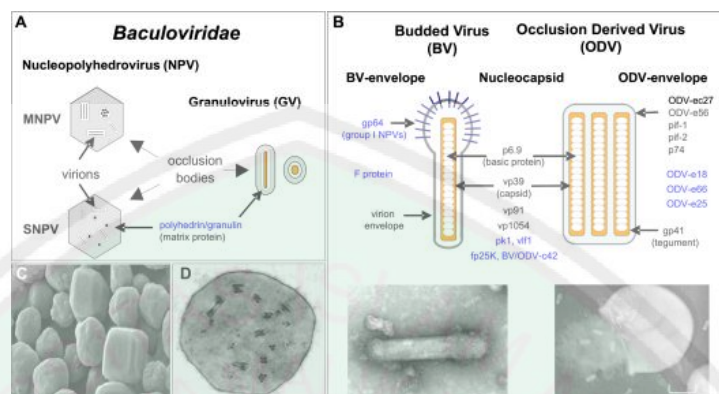 A
Baculoviridae
Nucleopolyhedrovirus (NPV)
Granulovirus (GV)
MNPV
virions
occlusion
bodies
SNPV
polyhedrin/granulin
(matrix protein)
B
Budded Virus
(BV)
Occlusion Derived Virus
(ODV)
BV-envelope
Nucleocapsid
ODV-envelope
gp64
(group I NPVs)
F protein
virion
envelope
p6.9
(basic protein)
vp39
(capsid)
vp91
vp1054
pk1, vlf1
fp25K, BV/ODV-c42
ODV-ec27
ODV-e56
pif-1
pif-2
p74
ODV-e18
ODV-e66
ODV-e25
gp41
(tegument)
C
D